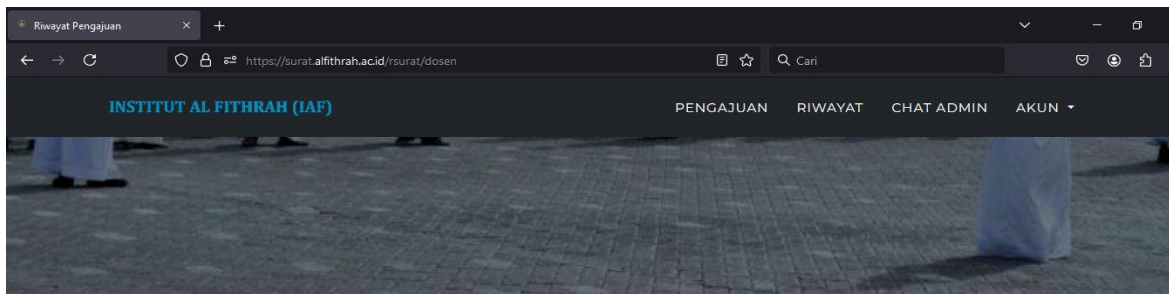 Riwayat Pengajuan
https://surat.alfithrah.ac.id/rsurat/dosen
Cari
INSTITUT AL FITHRAH (IAF)
PENGAJUAN RIWAYAT CHAT ADMIN AKUN